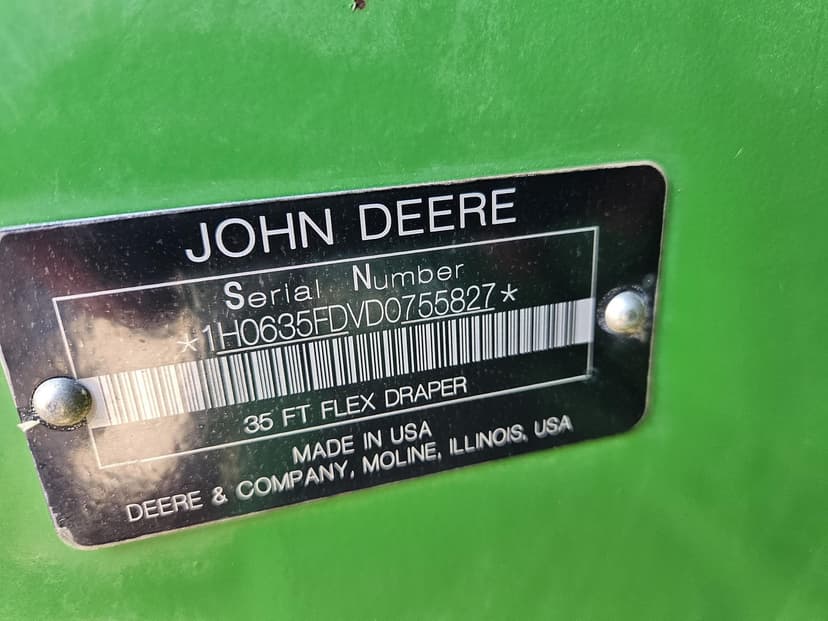 JOHN DEERE
Serial Number
*1H0635FDVD0755827*
35 FT FLEX DRAPER
MADE IN USA
DEERE & COMPANY, MOLINE, ILLINOIS, USA